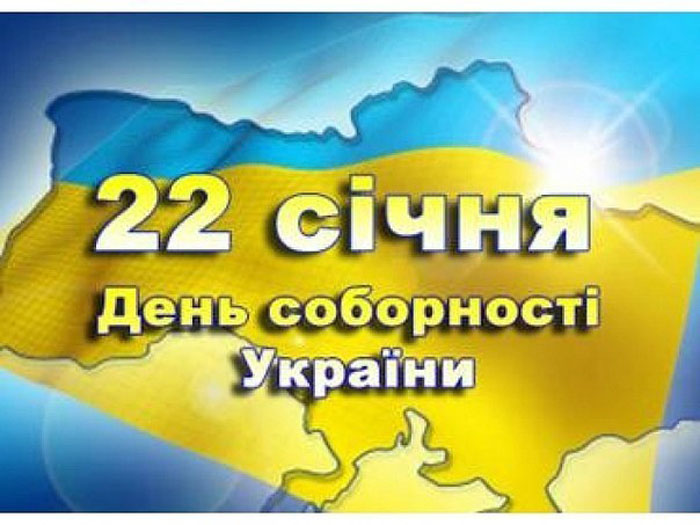 22 січня
День соборності
України